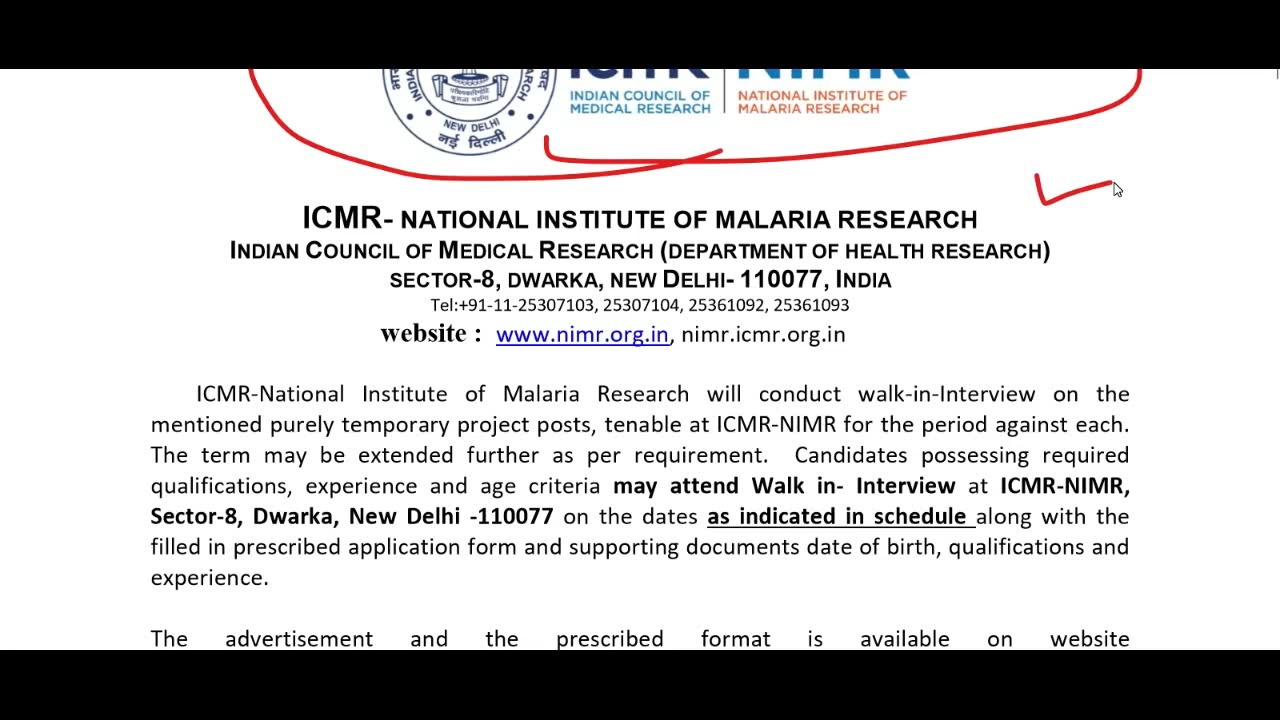 INDIAN COUNCIL OF
MEDICAL RESEARCH
NATIONAL INSTITUTE OF
MALARIA RESEARCH
NEW DELHI
नई दिल्ली
ICMR- NATIONAL INSTITUTE OF MALARIA RESEARCH
INDIAN COUNCIL OF MEDICAL RESEARCH (DEPARTMENT OF HEALTH RESEARCH)
SECTOR-8, DWARKA, NEW DELHI- 110077, INDIA
Tel:+91-11-25307103, 25307104, 25361092, 25361093
website : www.nimr.org.in, nimr.icmr.org.in
ICMR-National Institute of Malaria Research will conduct walk-in-Interview on the
mentioned purely temporary project posts, tenable at ICMR-NIMR for the period against each.
The term may be extended further as per requirement. Candidates possessing required
qualifications, experience and age criteria may attend Walk in- Interview at ICMR-NIMR,
Sector-8, Dwarka, New Delhi -110077 on the dates as indicated in schedule along with the
filled in prescribed application form and supporting documents date of birth, qualifications and
experience.
The advertisement and the prescribed format is available on website